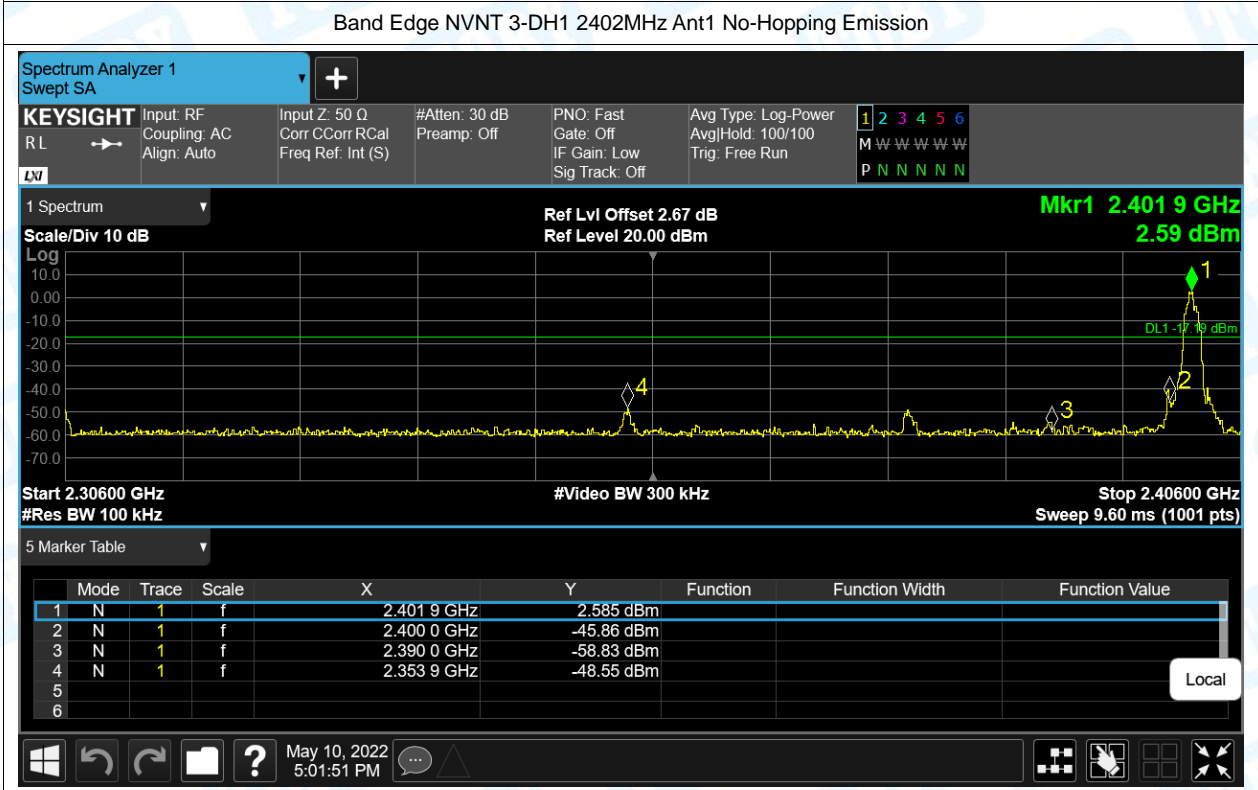 Band Edge NVNT 3-DH1 2402MHz Ant1 No-Hopping Emission
Spectrum Analyzer 1
Swept SA
KEYSIGHT
RL
LXI
Input: RF
Coupling: AC
Align: Auto
Input Z: 50 Ω
Corr CCorr RCal
Freq Ref: Int (S)
#Atten: 30 dB
Preamp: Off
PNO: Fast
Gate: Off
IF Gain: Low
Sig Track: Off
Avg Type: Log-Power
Avg|Hold: 100/100
Trig: Free Run
1 2 3 4 5 6
M W W W W W
P N N N N N
1 Spectrum
Scale/Div 10 dB
Ref Lvl Offset 2.67 dB
Ref Level 20.00 dBm
Mkr1 2.401 9 GHz
2.59 dBm
Log
10.0
0.00
-10.0
-20.0
-30.0
-40.0
-50.0
-60.0
-70.0
1
DL1 -17.19 dBm
2
4
3
Start 2.30600 GHz
#Video BW 300 kHz
Stop 2.40600 GHz
#Res BW 100 kHz
Sweep 9.60 ms (1001 pts)
5 Marker Table
Mode Trace Scale X Y Function Function Width Function Value
1 N 1 f 2.401 9 GHz 2.585 dBm
2 N 1 f 2.400 0 GHz -45.86 dBm
3 N 1 f 2.390 0 GHz -58.83 dBm
4 N 1 f 2.353 9 GHz -48.55 dBm
5
6
Local
?
May 10, 2022
5:01:51 PM